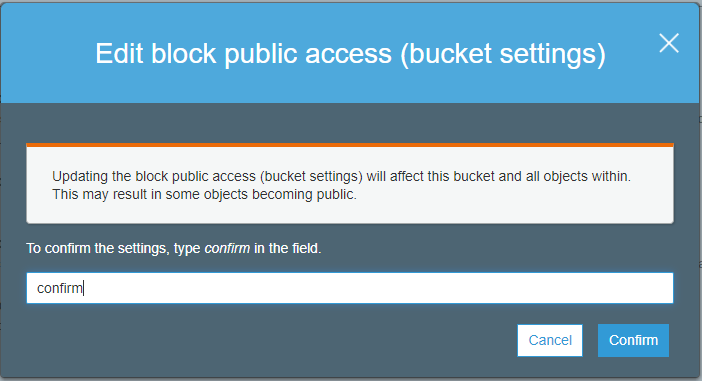 Edit block public access (bucket settings)
Updating the block public access (bucket settings) will affect this bucket and all objects within.
This may result in some objects becoming public.
To confirm the settings, type confirm in the field.
confirm
Cancel
Confirm